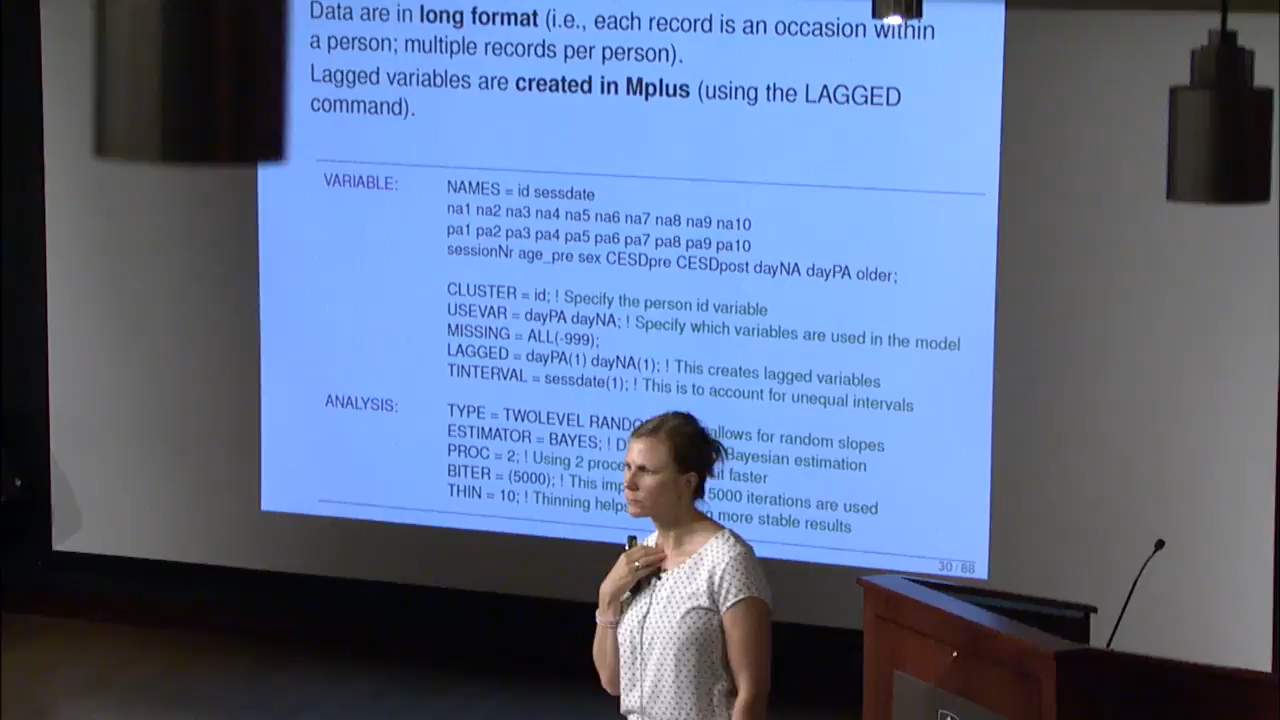 Data are in long format (i.e., each record is an occasion within
a person; multiple records per person).
Lagged variables are created in Mplus (using the LAGGED
command).
VARIABLE: NAMES = id sessdate
na1 na2 na3 na4 na5 na6 na7 na8 na9 na10
pa1 pa2 pa3 pa4 pa5 pa6 pa7 pa8 pa9 pa10
sessionNr age_pre sex CESDpre CESDpost dayNA dayPA older;
CLUSTER = id; ! Specify the person id variable
USEVAR = dayPA dayNA; ! Specify which variables are used in the model
MISSING = ALL(-999);
LAGGED = dayPA(1) dayNA(1); ! This creates lagged variables
TINTERVAL = sessdate(1); ! This is to account for unequal intervals
ANALYSIS: TYPE = TWOLEVEL allows for random slopes
ESTIMATOR = BAYES; ! Bayesian estimation
PROC = 2; ! Using 2 it faster
BITER = (5000); ! This 5000 iterations are used
THIN = 10; ! Thinning helps more stable results
30 / 88